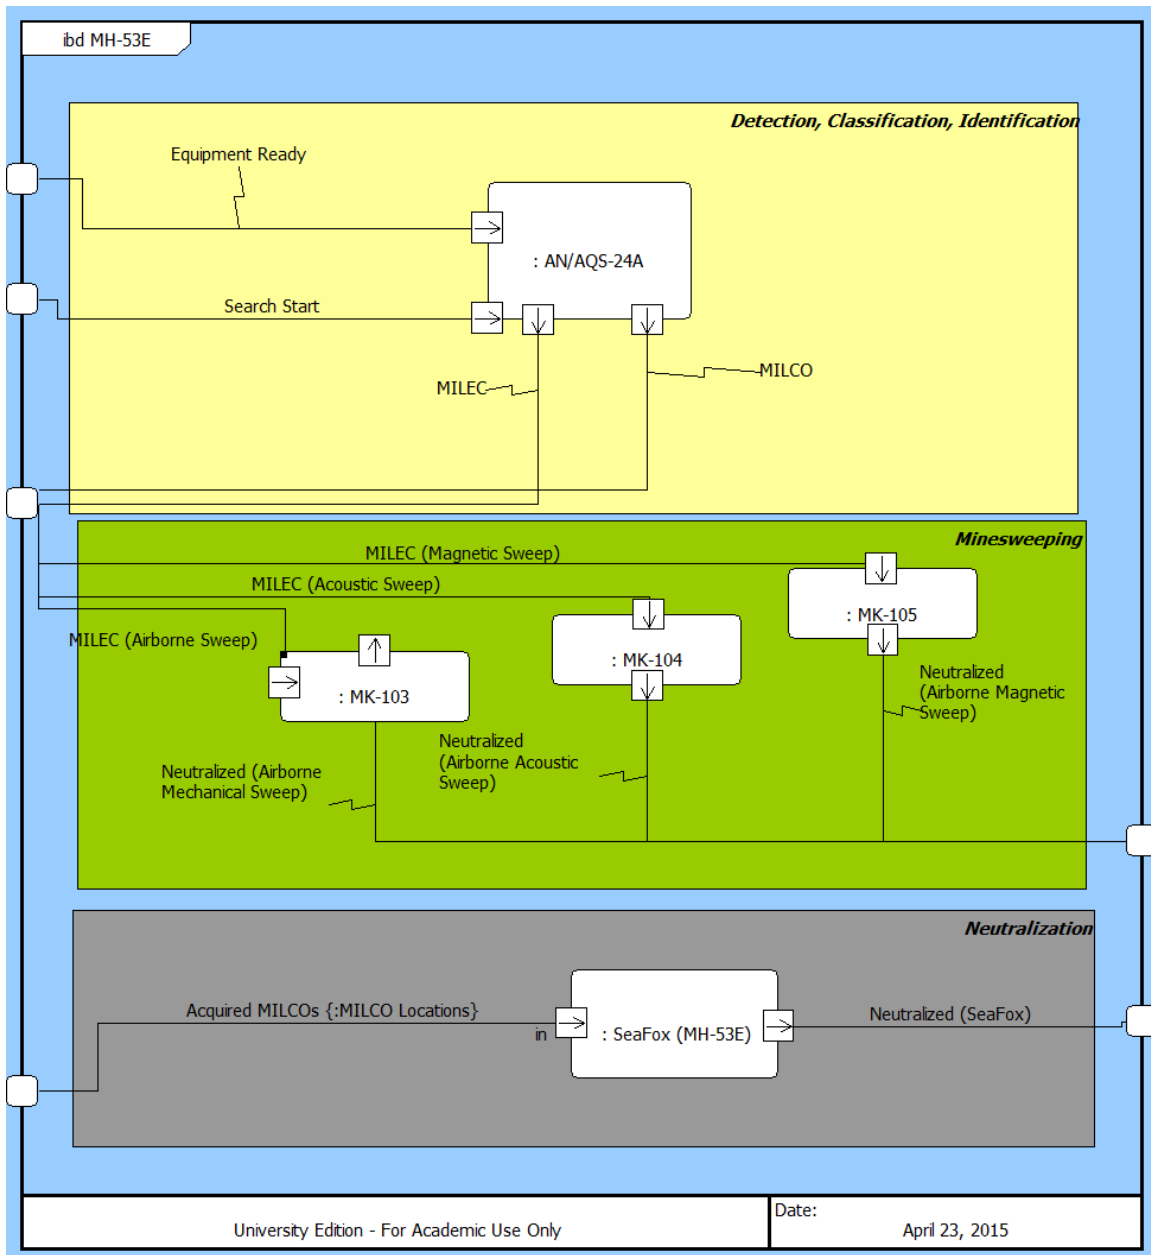 ibd MH-53E
Detection, Classification, Identification
Equipment Ready
: AN/AQS-24A
Search Start
MILEC
MILCO
Minesweeping
MILEC (Magnetic Sweep)
MILEC (Acoustic Sweep)
MILEC (Airborne Sweep)
: MK-105
: MK-104
: MK-103
Neutralized
(Airborne Magnetic
Sweep)
Neutralized
(Airborne Acoustic
Sweep)
Neutralized (Airborne
Mechanical Sweep)
Neutralization
Acquired MILCOs {:MILCO Locations}
in
: SeaFox (MH-53E)
Neutralized (SeaFox)
University Edition - For Academic Use Only
Date:
April 23, 2015